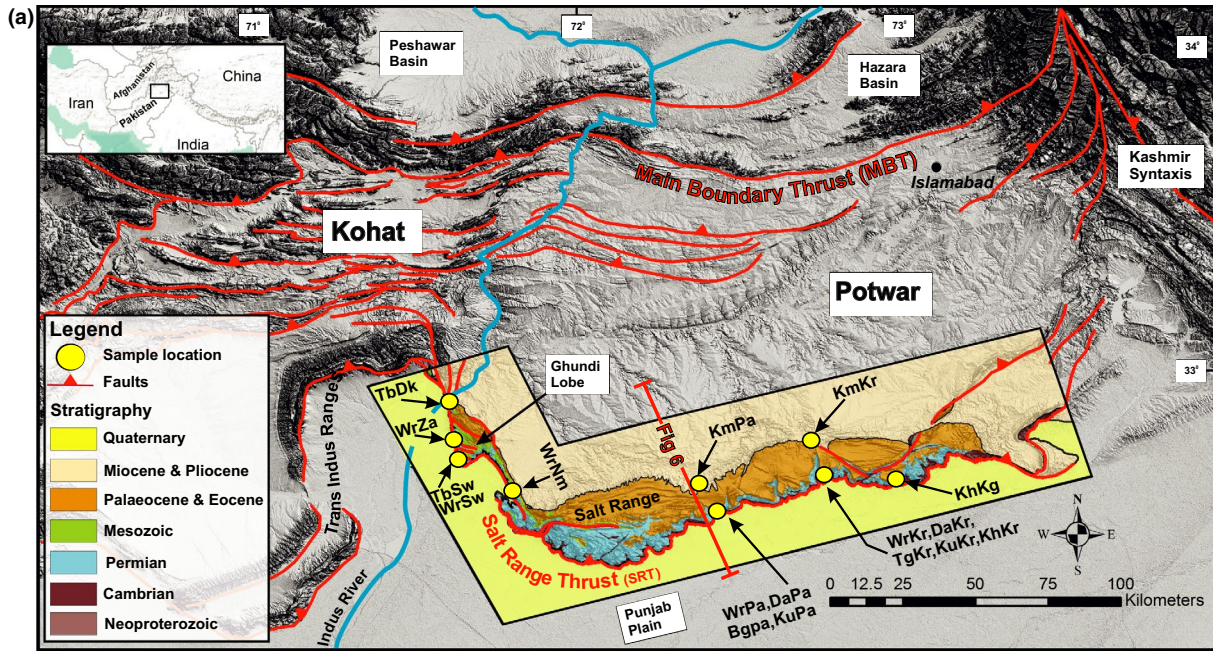 (a)
71°
72°
73°
34°
33°
Peshawar
Basin
Hazara
Basin
Kashmir
Syntaxis
Iran
Afghanistan
Pakistan
China
India
Main Boundary Thrust (MBT)
Islamabad
Kohat
Potwar
Legend
Sample location
Faults
Stratigraphy
Quaternary
Miocene & Pliocene
Palaeocene & Eocene
Mesozoic
Permian
Cambrian
Neoproterozoic
Trans Indus Ranges
Indus River
Ghundi
Lobe
TbDk
WrZa
TbSw
WrSw
WrNm
Fig 6
KmPa
KmKr
KhKg
Salt Range
Salt Range Thrust (SRT)
WrKr,DaKr,
TgKr,KuKr,KhKr
WrPa,DaPa
Bgpa,KuPa
Punjab
Plain
N
W
E
S
0 12.5 25 50 75 100
Kilometers